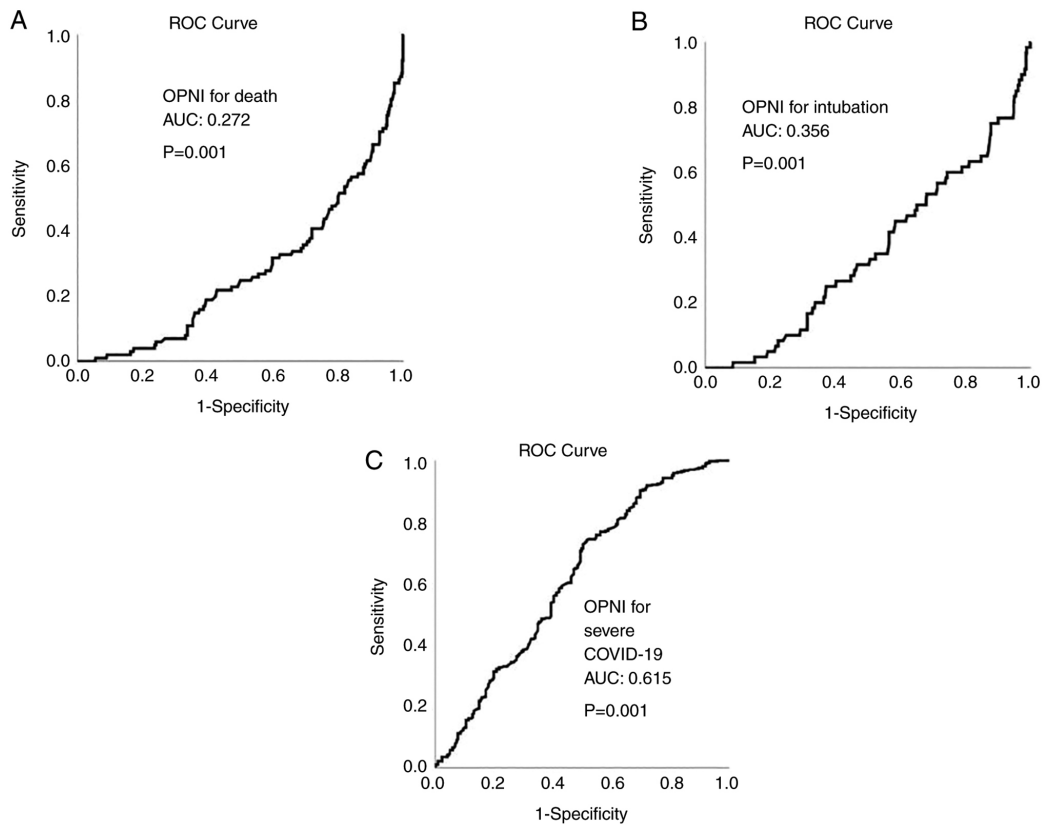 A
ROC Curve
OPNI for death
AUC: 0.272
P=0.001
Sensitivity
1.0
0.8
0.6
0.4
0.2
0.0
0.0 0.2 0.4 0.6 0.8 1.0
1-Specificity
B
ROC Curve
OPNI for intubation
AUC: 0.356
P=0.001
Sensitivity
1.0
0.8
0.6
0.4
0.2
0.0
0.0 0.2 0.4 0.6 0.8 1.0
1-Specificity
C
ROC Curve
OPNI for
severe
COVID-19
AUC: 0.615
P=0.001
Sensitivity
1.0
0.8
0.6
0.4
0.2
0.0
0.0 0.2 0.4 0.6 0.8 1.0
1-Specificity